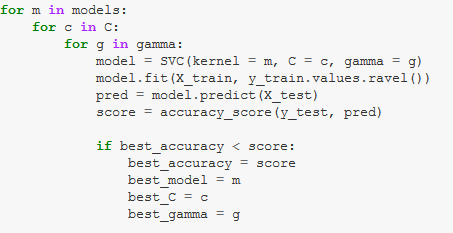 for m in models:
    for c in C:
        for g in gamma:
            model = SVC(kernel = m, C = c, gamma = g)
            model.fit(X_train, y_train.values.ravel())
            pred = model.predict(X_test)
            score = accuracy_score(y_test, pred)

            if best_accuracy < score:
                best_accuracy = score
                best_model = m
                best_C = c
                best_gamma = g